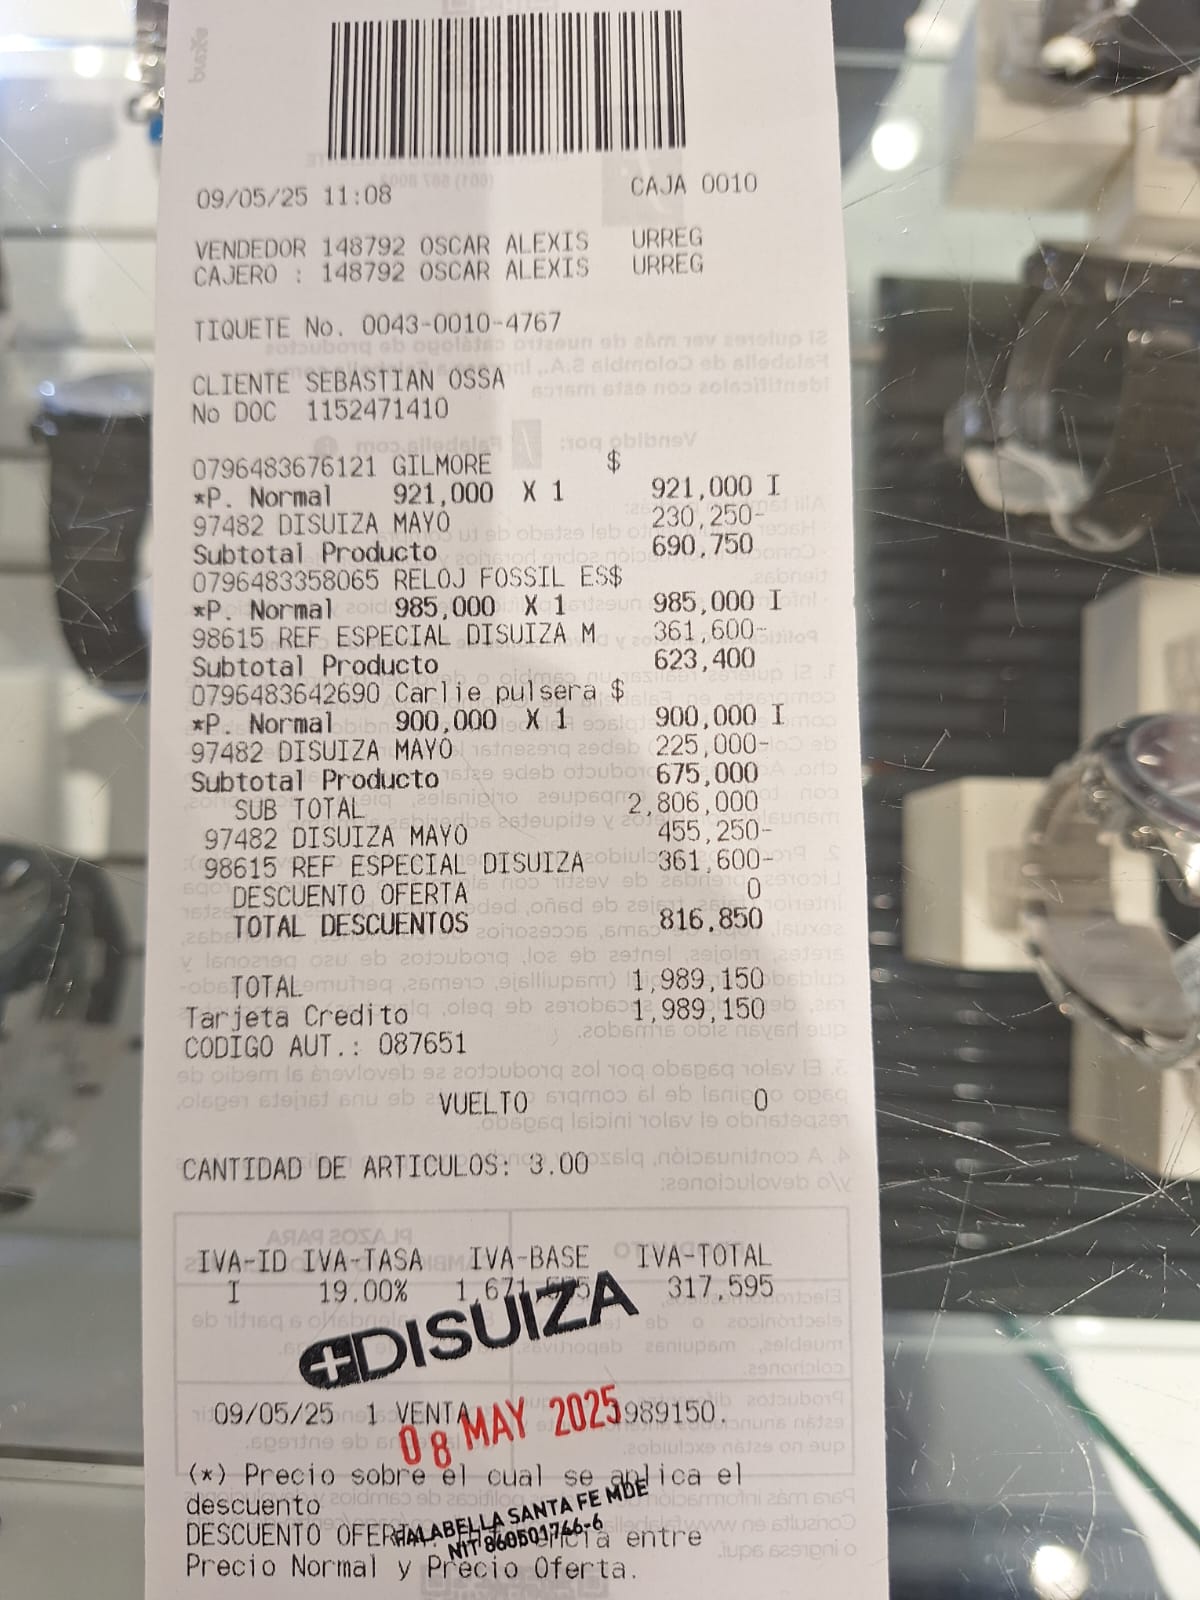 09/05/25 11:08 CAJA 0010
VENDEDOR 148792 OSCAR ALEXIS URREG
CAJERO : 148792 OSCAR ALEXIS URREG
TIQUETE No. 0043-0010-4767
CLIENTE SEBASTIAN OSSA
No DOC 1152471410
0796483676121 GILMORE $
*P. Normal 921,000 X 1 921,000 I
97482 DISUIZA MAYO 230,250-
Subtotal Producto 690,750
0796483358065 RELOJ FOSSIL ES$
*P. Normal 985,000 X 1 985,000 I
98615 REF ESPECIAL DISUIZA M 361,600-
Subtotal Producto 623,400
0796483642690 Carlie pulsera $
*P. Normal 900,000 X 1 900,000 I
97482 DISUIZA MAYO 225,000-
Subtotal Producto 675,000
SUB TOTAL 2,806,000
97482 DISUIZA MAYO 455,250-
98615 REF ESPECIAL DISUIZA 361,600-
DESCUENTO OFERTA 0
TOTAL DESCUENTOS 816,850
TOTAL 1,989,150
Tarjeta Credito 1,989,150
CODIGO AUT.: 087651
VUELTO 0
CANTIDAD DE ARTICULOS: 3.00
IVA-ID IVA-TASA IVA-BASE IVA-TOTAL
I 19.00% 317,595
DISUIZA
09/05/25 1 VENTA 989150.
08 MAY 2025
(*) Precio sobre el cual se aplica el
descuento
FALABELLA SANTA FE MDE
NIT 860501766-6
DESCUENTO entre
Precio Normal y Precio Oferta.